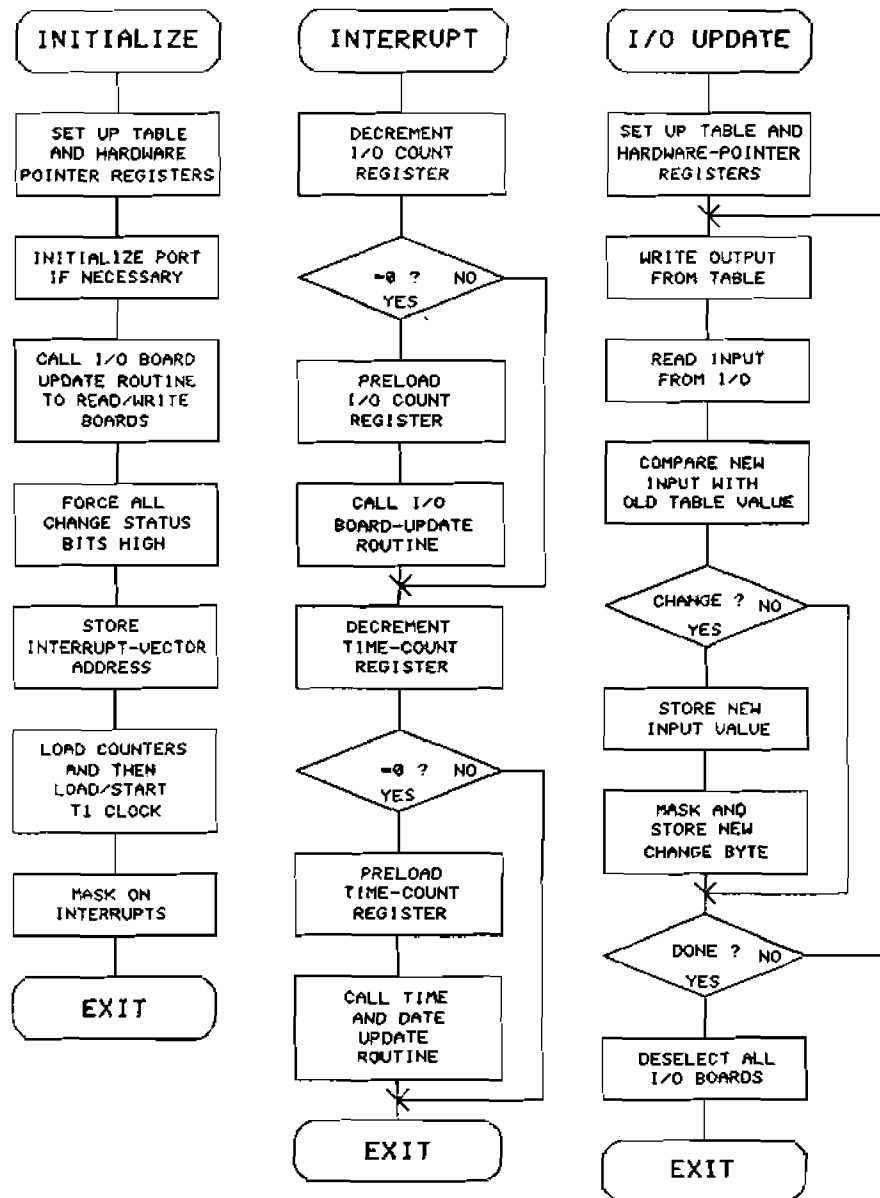 INITIALIZE
SET UP TABLE
AND HARDWARE
POINTER REGISTERS
INITIALIZE PORT
IF NECESSARY
CALL I/O BOARD
UPDATE ROUTINE
TO READ/WRITE
BOARDS
FORCE ALL
CHANGE STATUS
BITS HIGH
STORE
INTERRUPT-VECTOR
ADDRESS
LOAD COUNTERS
AND THEN
LOAD/START
T1 CLOCK
MASK ON
INTERRUPTS
EXIT
INTERRUPT
DECREMENT
I/O COUNT
REGISTER
=0 ? NO
YES
PRELOAD
I/O COUNT
REGISTER
CALL I/O
BOARD-UPDATE
ROUTINE
DECREMENT
TIME-COUNT
REGISTER
=0 ? NO
YES
PRELOAD
TIME-COUNT
REGISTER
CALL TIME
AND DATE
UPDATE
ROUTINE
EXIT
I/O UPDATE
SET UP TABLE AND
HARDWARE-POINTER
REGISTERS
WRITE OUTPUT
FROM TABLE
READ INPUT
FROM I/O
COMPARE NEW
INPUT WITH
OLD TABLE VALUE
CHANGE ? NO
YES
STORE NEW
INPUT VALUE
MASK AND
STORE NEW
CHANGE BYTE
DONE ? NO
YES
DESELECT ALL
I/O BOARDS
EXIT